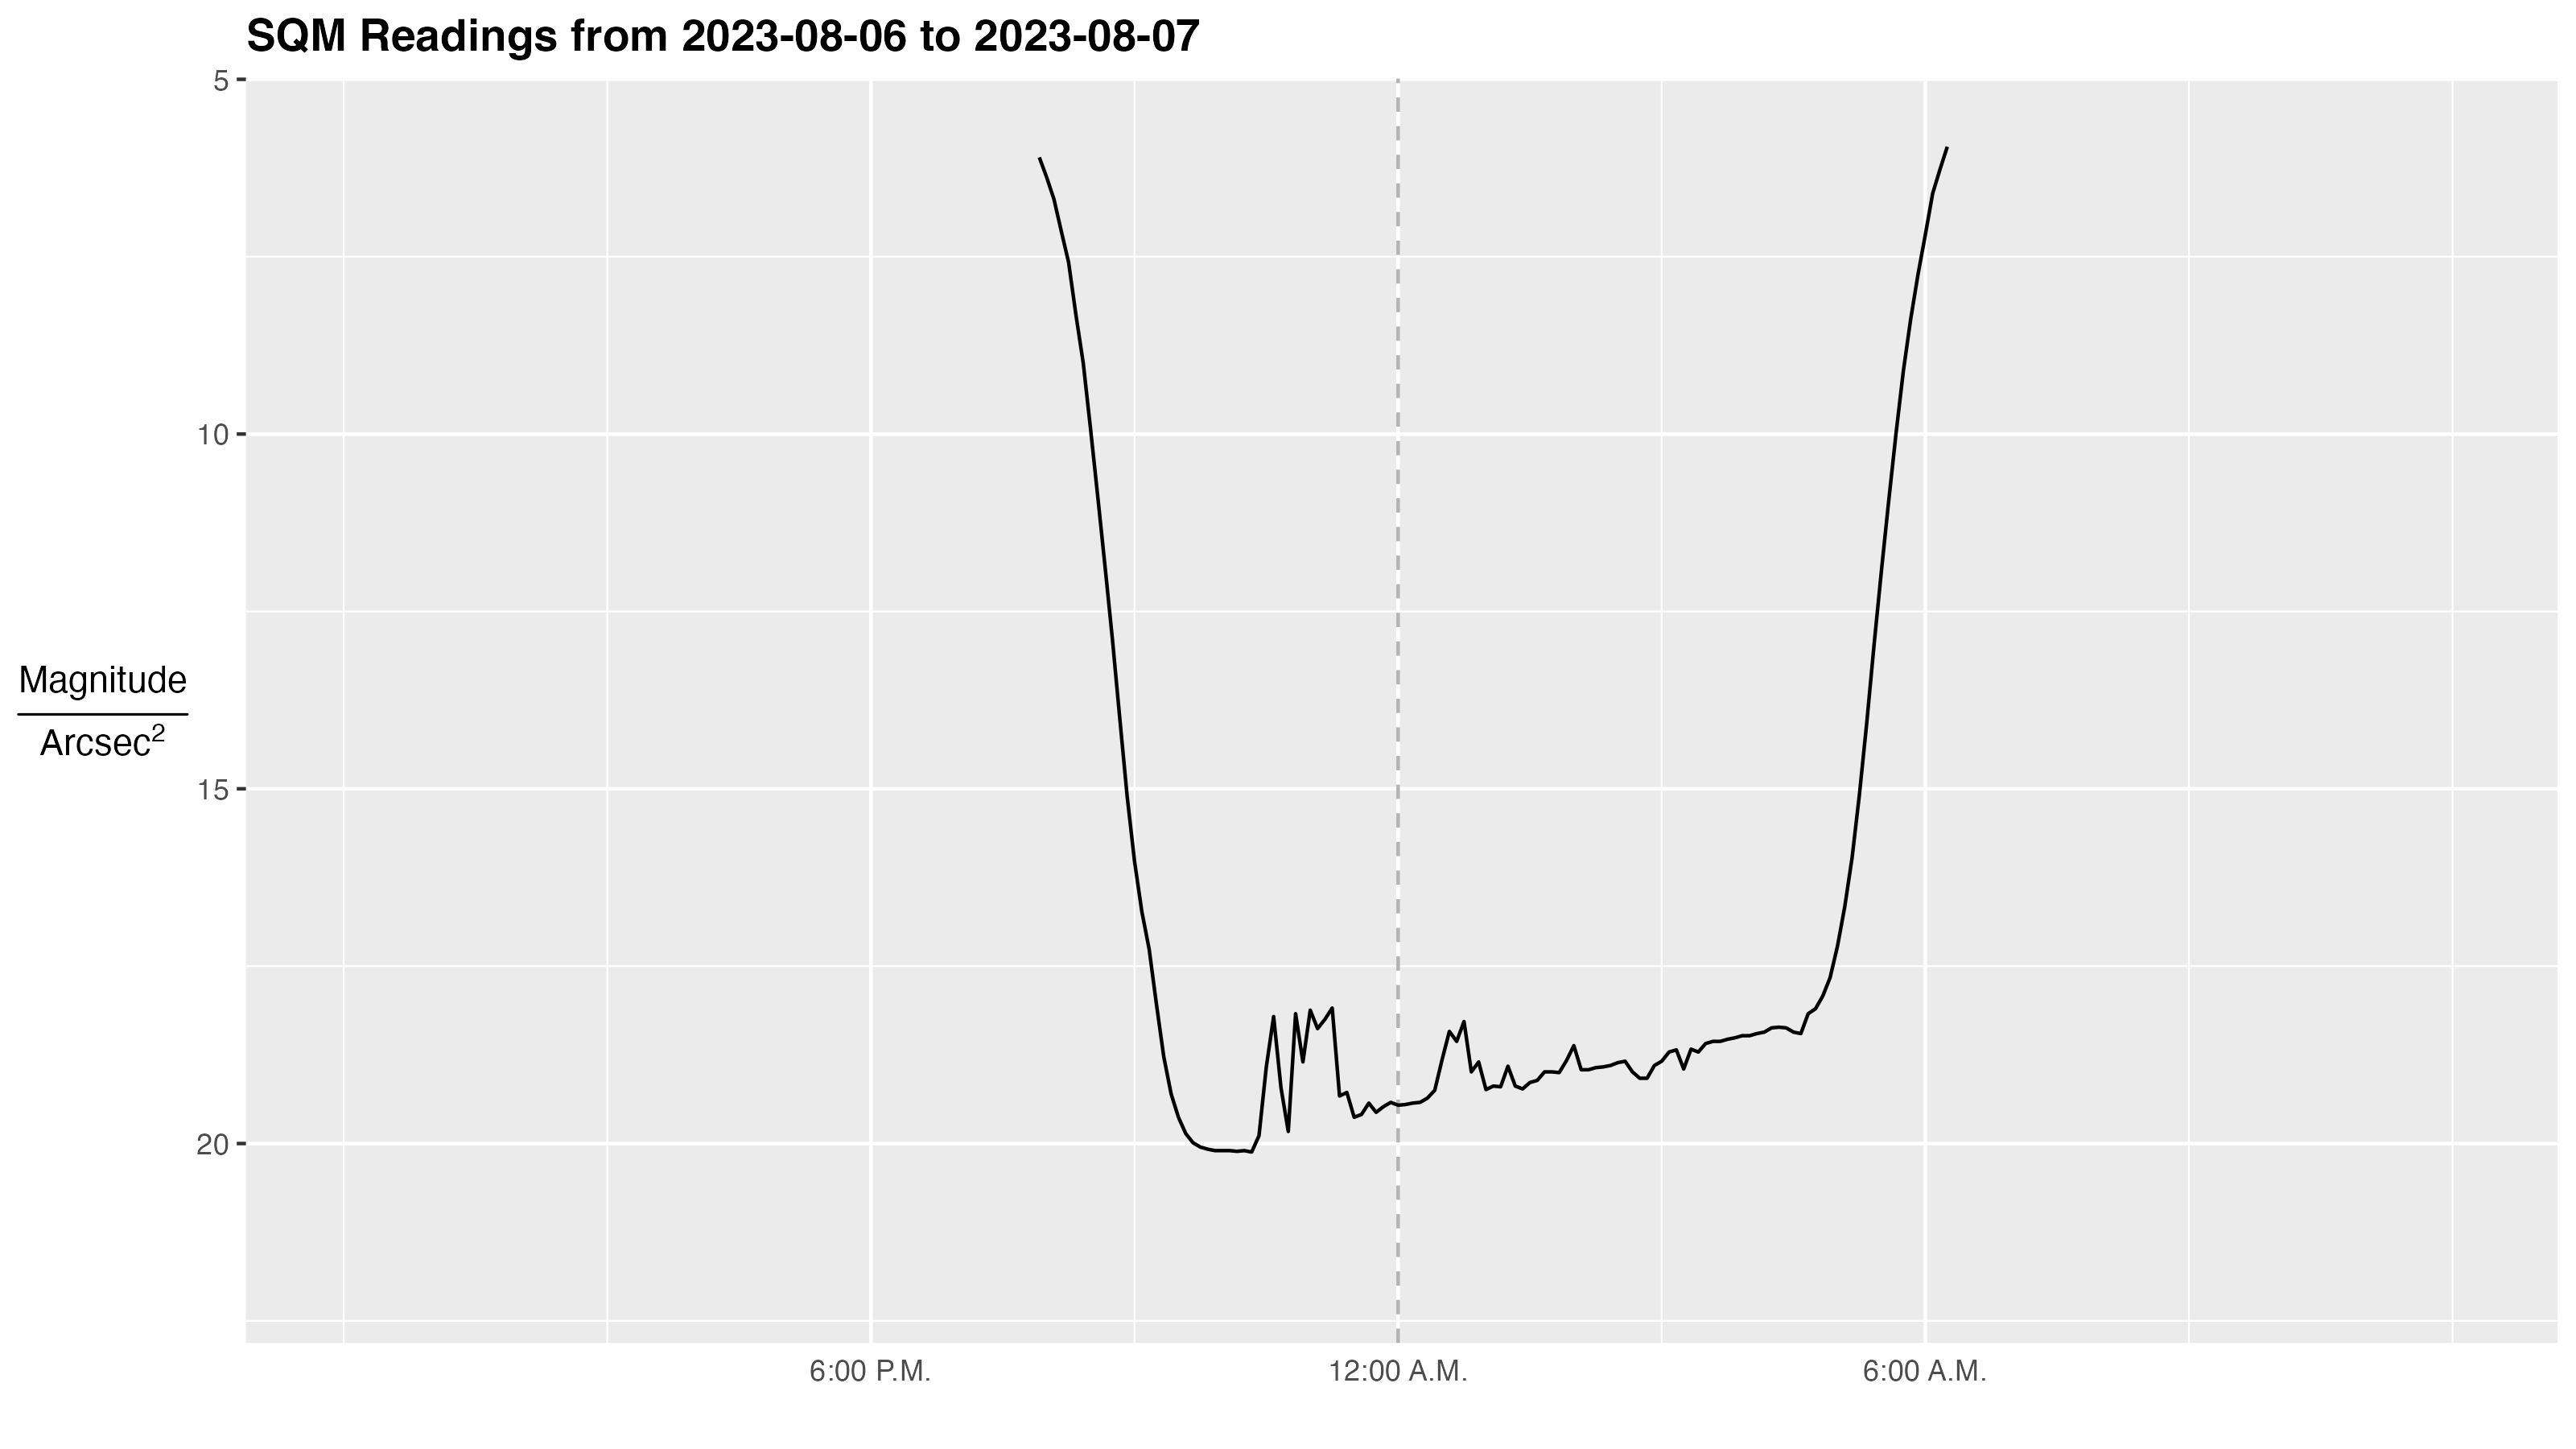 SQM Readings from 2023-08-06 to 2023-08-07
5
10
15
20
Magnitude
Arcsec²
6:00 P.M.
12:00 A.M.
6:00 A.M.